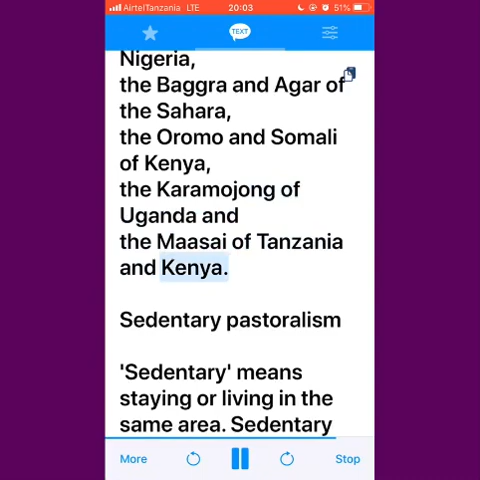 AirtelTanzania LTE 20:03 51%
TEXT
Nigeria,
the Baggra and Agar of
the Sahara,
the Oromo and Somali
of Kenya,
the Karamojong of
Uganda and
the Maasai of Tanzania
and Kenya.
Sedentary pastoralism
'Sedentary' means
staying or living in the
same area. Sedentary
More Stop